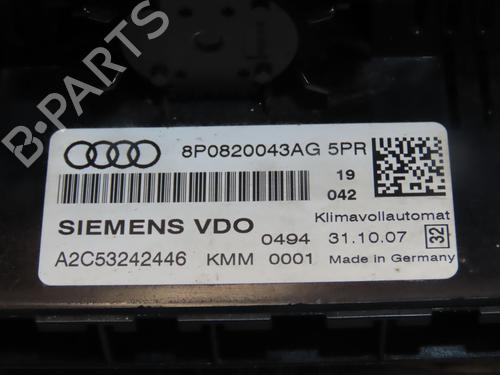 8P0820043AG 5PR
19
042
SIEMENS VDO
0494
Klimavollautomat
31.10.07
32
A2C53242446 KMM 0001 Made in Germany
B-PARTS